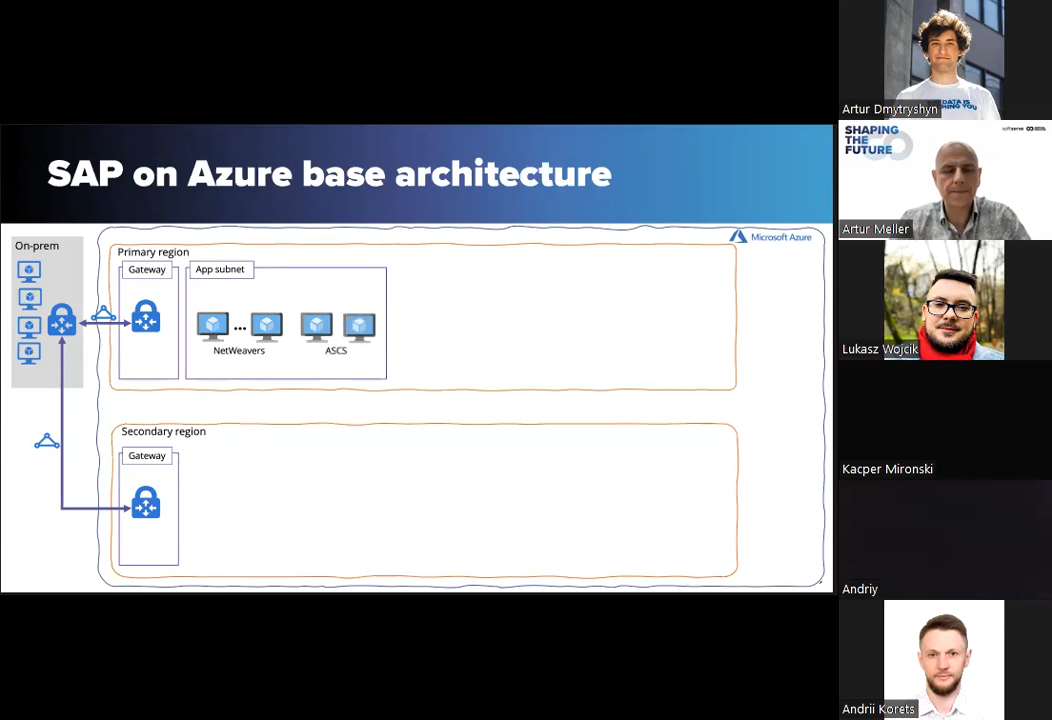 SAP on Azure base architecture
On-prem
Microsoft Azure
Primary region
Gateway
App subnet
...
NetWeavers
ASCS
Secondary region
Gateway
Artur Dmytryshyn
SHAPING
THE
FUTURE
softserve
Artur Meller
Lukasz Wojcik
Kacper Mironski
Andriy
Andrii Korets